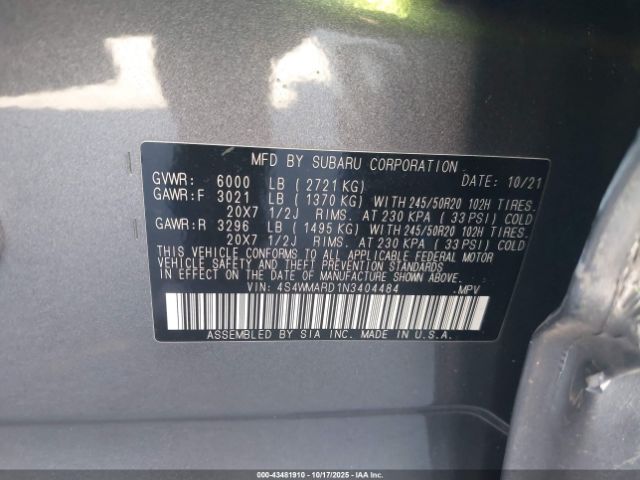 MFD BY SUBARU CORPORATION
DATE: 10/21
GVWR: 6000 LB ( 2721 KG)
GAWR:F 3021 LB ( 1370 KG) WITH 245/50R20 102H TIRES.
20X7 1/2J RIMS. AT 230 KPA ( 33 PSI) COLD
GAWR:R 3296 LB ( 1495 KG) WITH 245/50R20 102H TIRES.
20X7 1/2J RIMS. AT 230 KPA ( 33 PSI) COLD
THIS VEHICLE CONFORMS TO ALL APPLICABLE FEDERAL MOTOR
VEHICLE SAFETY AND THEFT PREVENTION STANDARDS IN
EFFECT ON THE DATE OF MANUFACTURE SHOWN ABOVE.
VIN: 4S4WMARD1N3404484 MPV
ASSEMBLED BY SIA INC. MADE IN U.S.A.
000-43481910 - 10/17/2025 - IAAI.COM